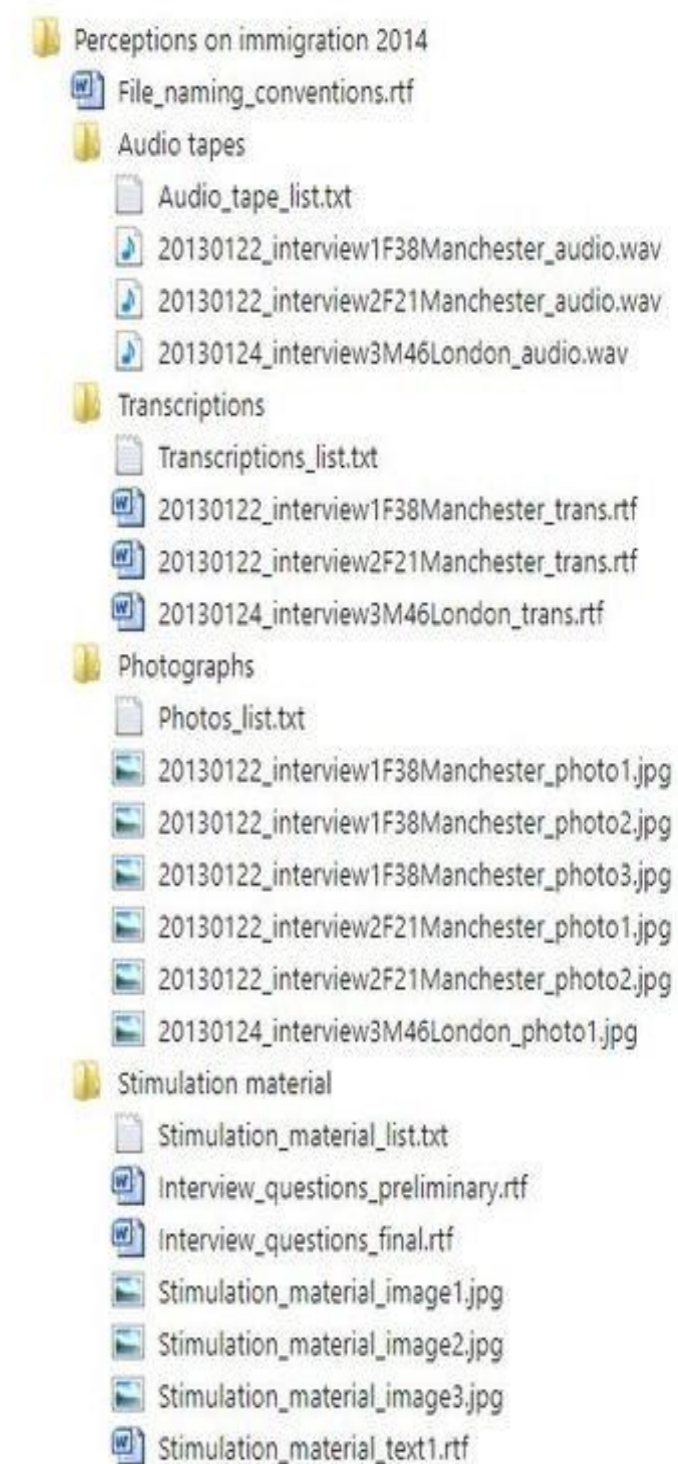 Perceptions on immigration 2014
File_naming_conventions.rtf
Audio tapes
Audio_tape_list.txt
20130122_interview1F38Manchester_audio.wav
20130122_interview2F21Manchester_audio.wav
20130124_interview3M46London_audio.wav
Transcriptions
Transcriptions_list.txt
20130122_interview1F38Manchester_trans.rtf
20130122_interview2F21Manchester_trans.rtf
20130124_interview3M46London_trans.rtf
Photographs
Photos_list.txt
20130122_interview1F38Manchester_photo1.jpg
20130122_interview1F38Manchester_photo2.jpg
20130122_interview1F38Manchester_photo3.jpg
20130122_interview2F21Manchester_photo1.jpg
20130122_interview2F21Manchester_photo2.jpg
20130124_interview3M46London_photo1.jpg
Stimulation material
Stimulation_material_list.txt
Interview_questions_preliminary.rtf
Interview_questions_final.rtf
Stimulation_material_image1.jpg
Stimulation_material_image2.jpg
Stimulation_material_image3.jpg
Stimulation_material_text1.rtf